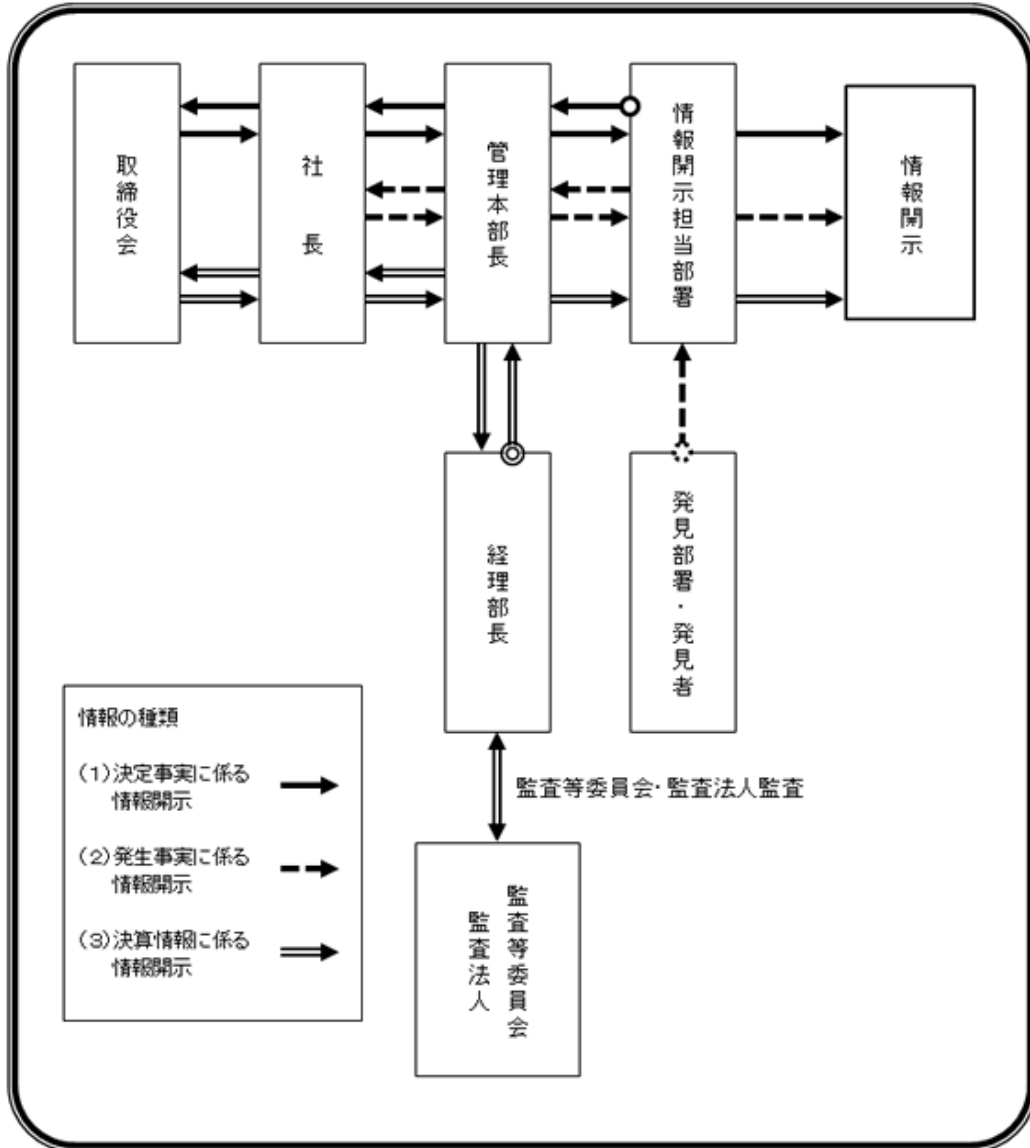 取締役会
社長
管理本部長
情報開示担当部署
情報開示
経理部長
発見部署・発見者
情報の種類
(1)決定事実に係る
情報開示
(2)発生事実に係る
情報開示
(3)決算情報に係る
情報開示
監査等委員会・監査法人監査
監査等委員会
監査法人